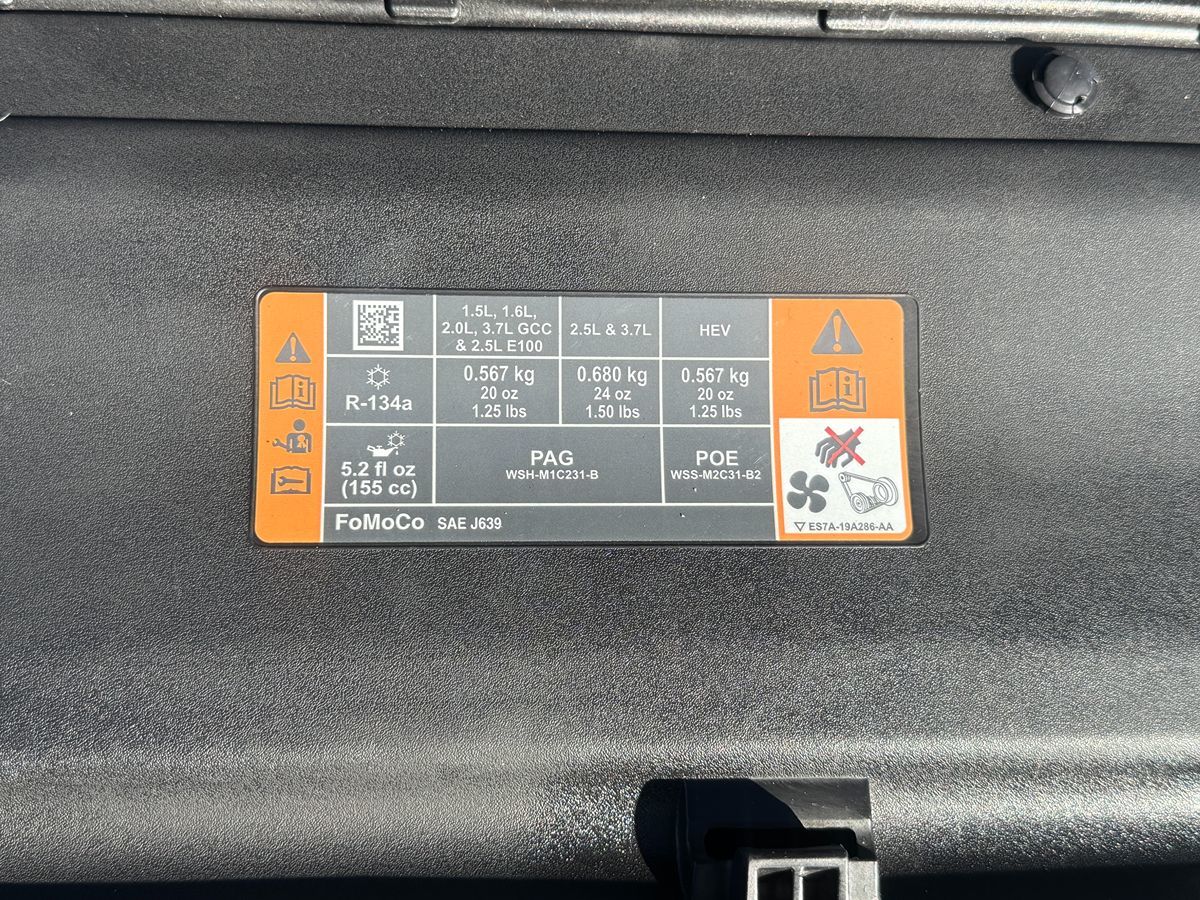 1.5L, 1.6L,
2.0L, 3.7L GCC
& 2.5L E100
2.5L & 3.7L
HEV
R-134a
0.567 kg
20 oz
1.25 lbs
0.680 kg
24 oz
1.50 lbs
0.567 kg
20 oz
1.25 lbs
5.2 fl oz
(155 cc)
PAG
WSH-M1C231-B
POE
WSS-M2C31-B2
FoMoCo SAE J639
ES7A-19A286-AA